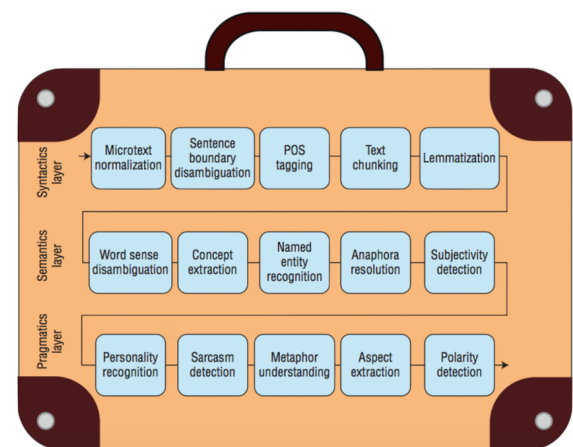 Syntactics
layer
Microtext
normalization
Sentence
boundary
disambiguation
POS
tagging
Text
chunking
Lemmatization
Semantics
layer
Word sense
disambiguation
Concept
extraction
Named
entity
recognition
Anaphora
resolution
Subjectivity
detection
Pragmatics
layer
Personality
recognition
Sarcasm
detection
Metaphor
understanding
Aspect
extraction
Polarity
detection